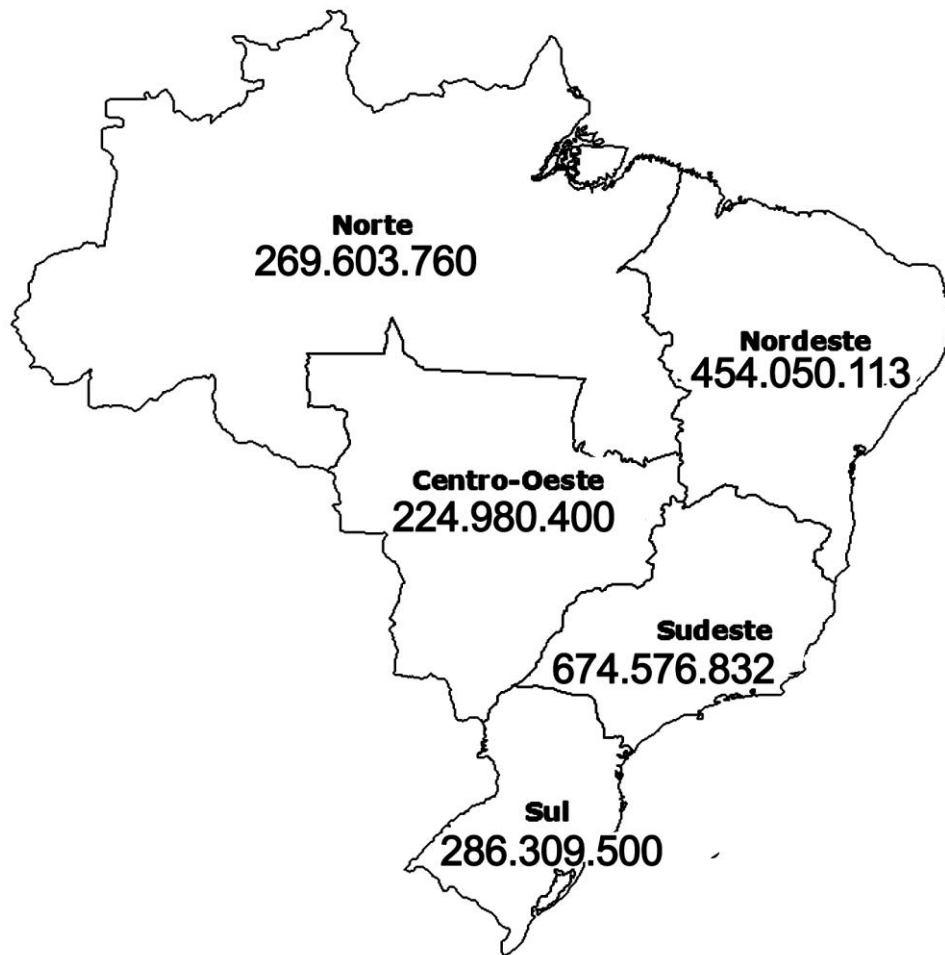 Norte
269.603.760
Nordeste
454.050.113
Centro-Oeste
224.980.400
Sudeste
674.576.832
Sul
286.309.500